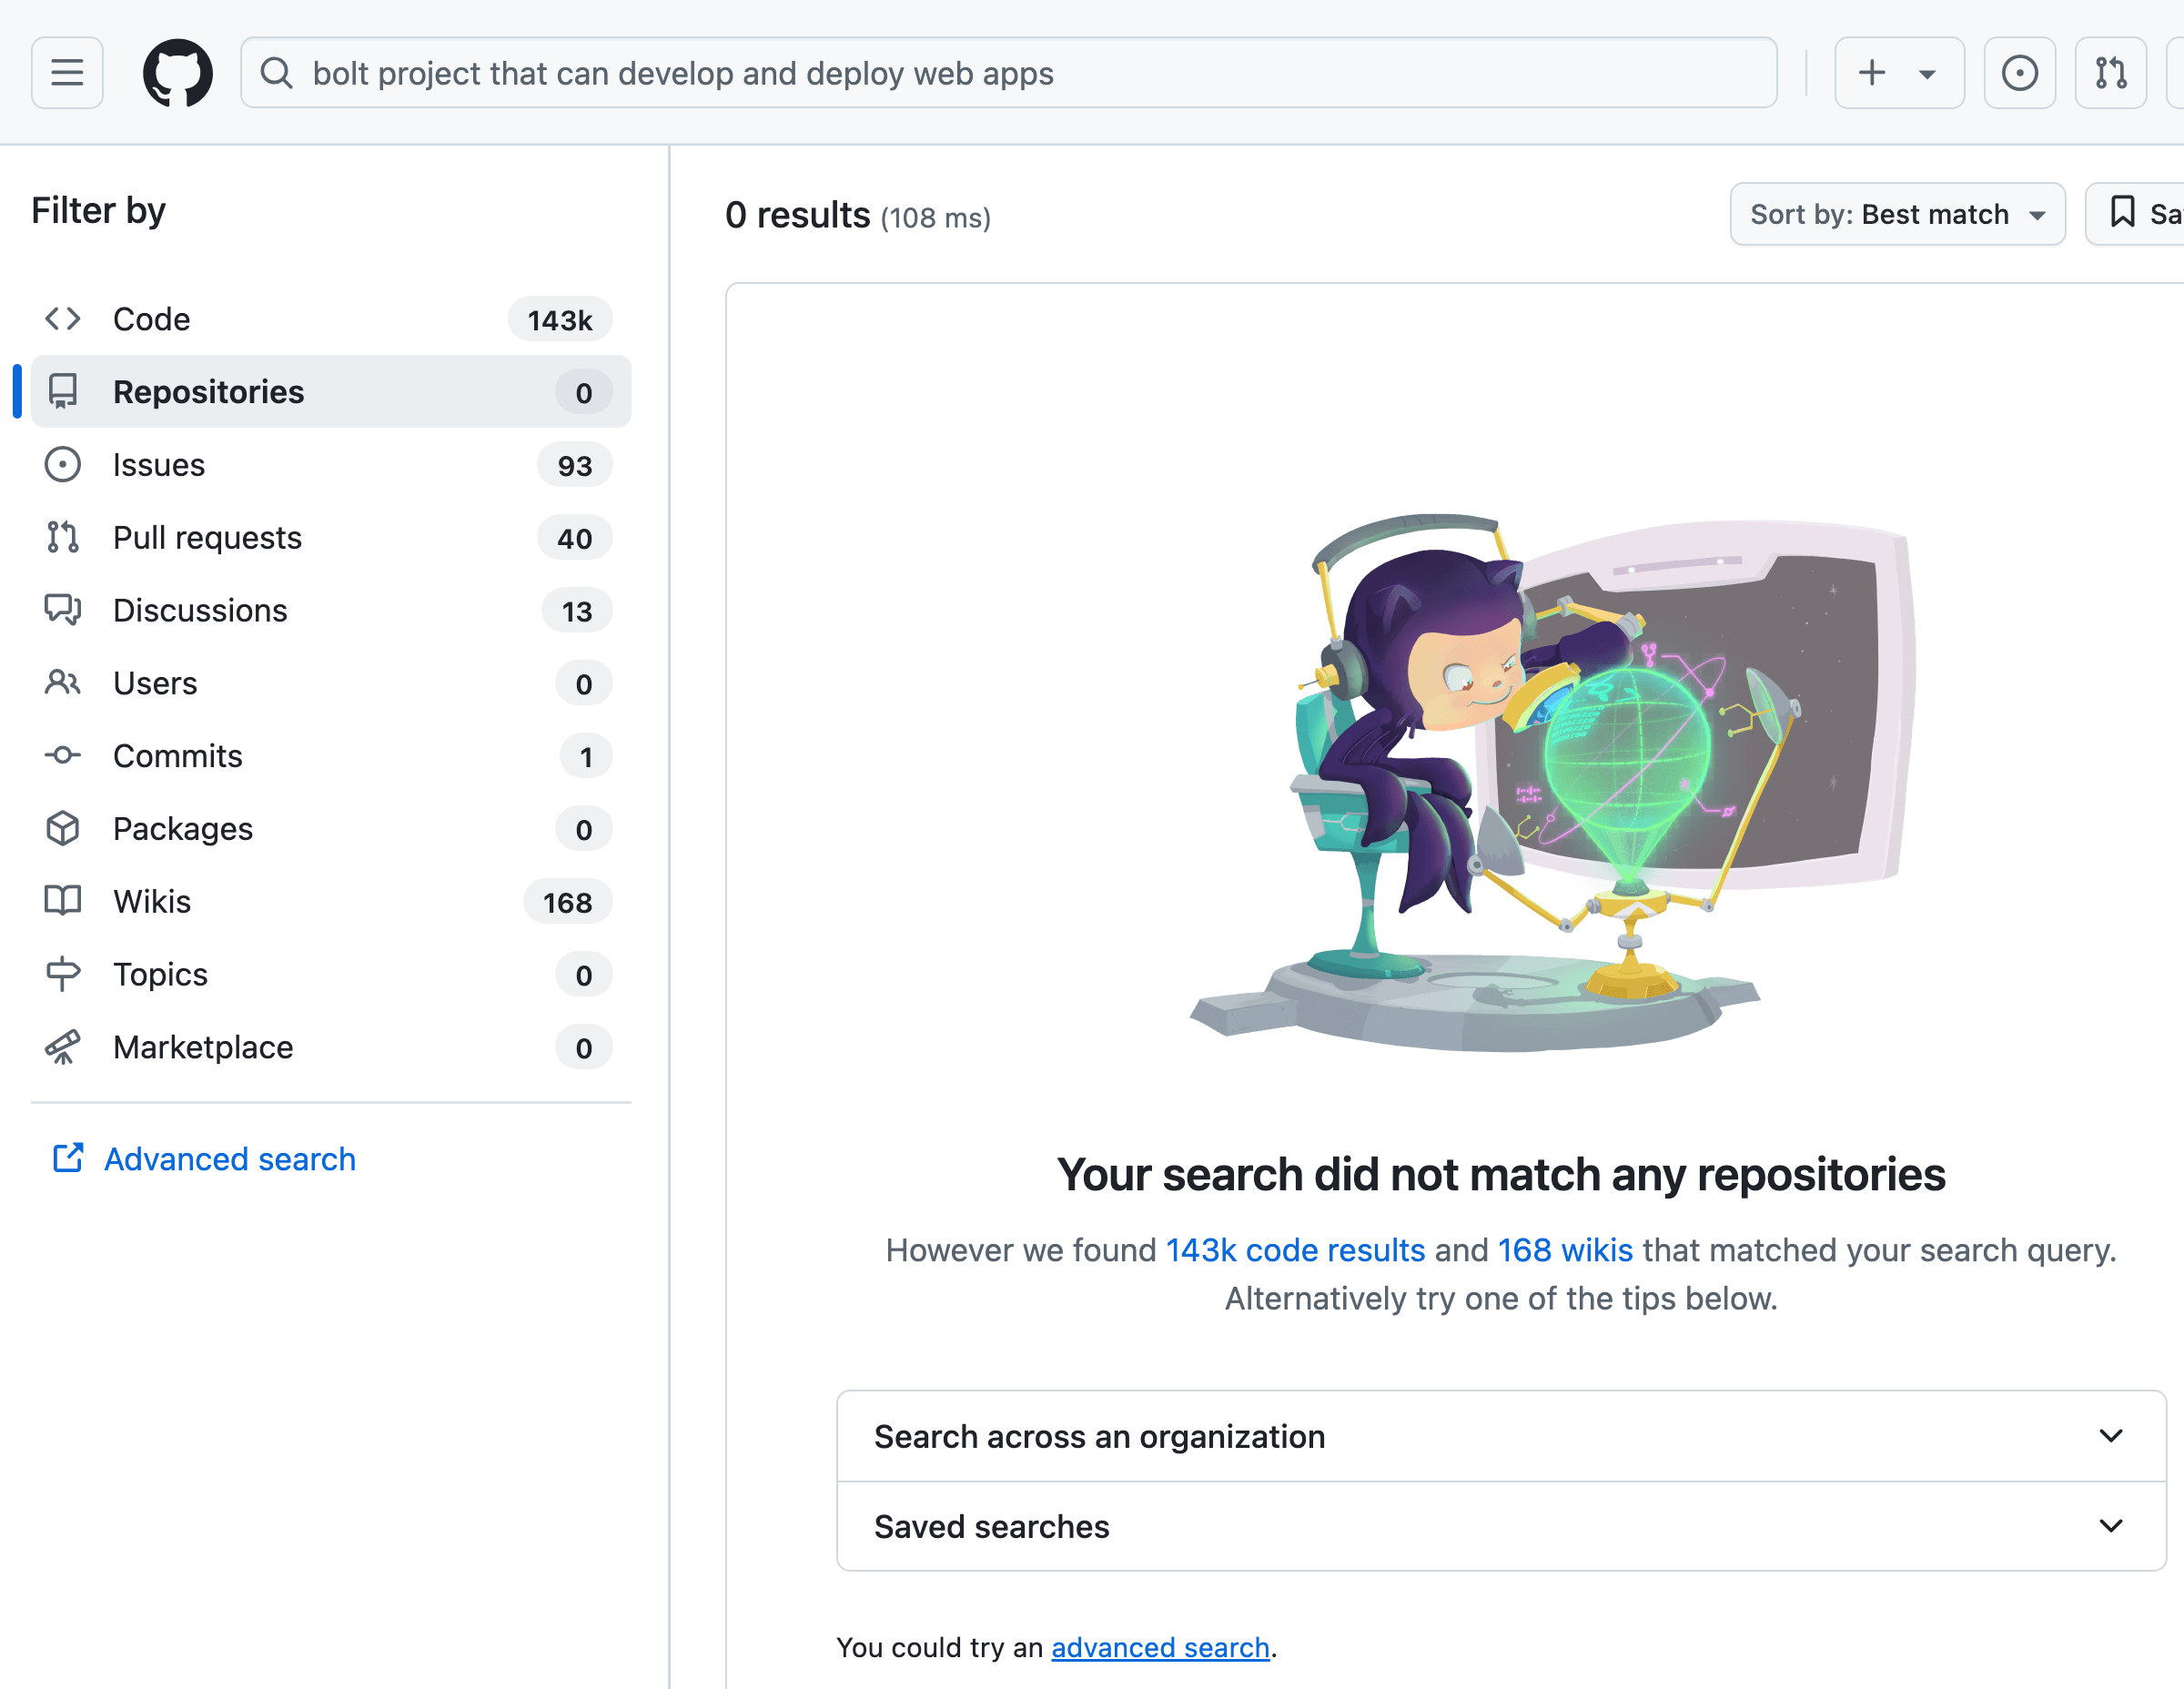 bolt project that can develop and deploy web apps
Filter by
Code 143k
Repositories 0
Issues 93
Pull requests 40
Discussions 13
Users 0
Commits 1
Packages 0
Wikis 168
Topics 0
Marketplace 0
Advanced search
0 results (108 ms)
Sort by: Best match
Sa
Your search did not match any repositories
However we found 143k code results and 168 wikis that matched your search query.
Alternatively try one of the tips below.
Search across an organization
Saved searches
You could try an advanced search.